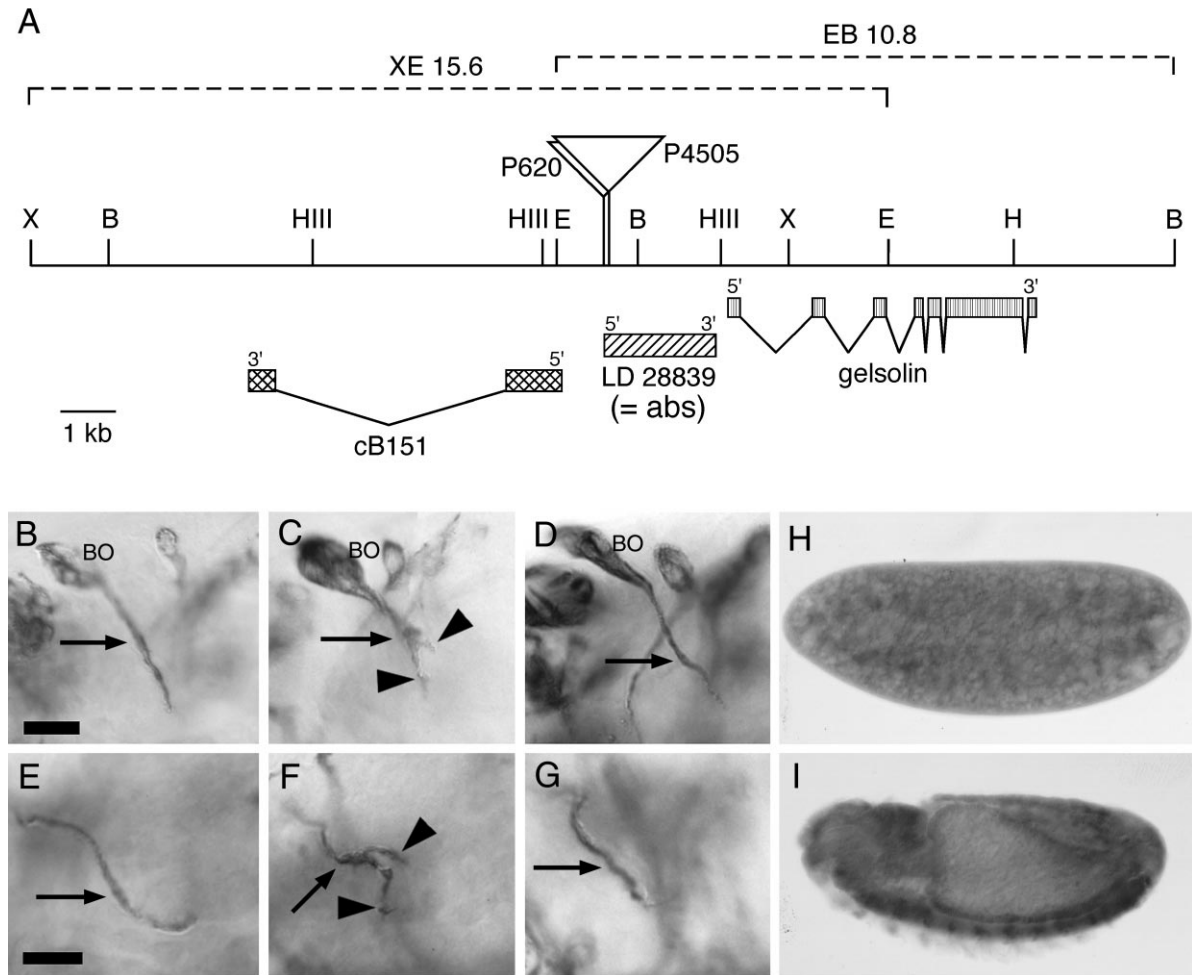 A
EB 10.8
XE 15.6
P620 P4505
X B HIII HIII E B HIII X E H B
5' 3'
5' 3'
3' 5'
LD 28839 gelsolin
(= abs)
1 kb
cB151
B BO C BO D BO H
E F G I